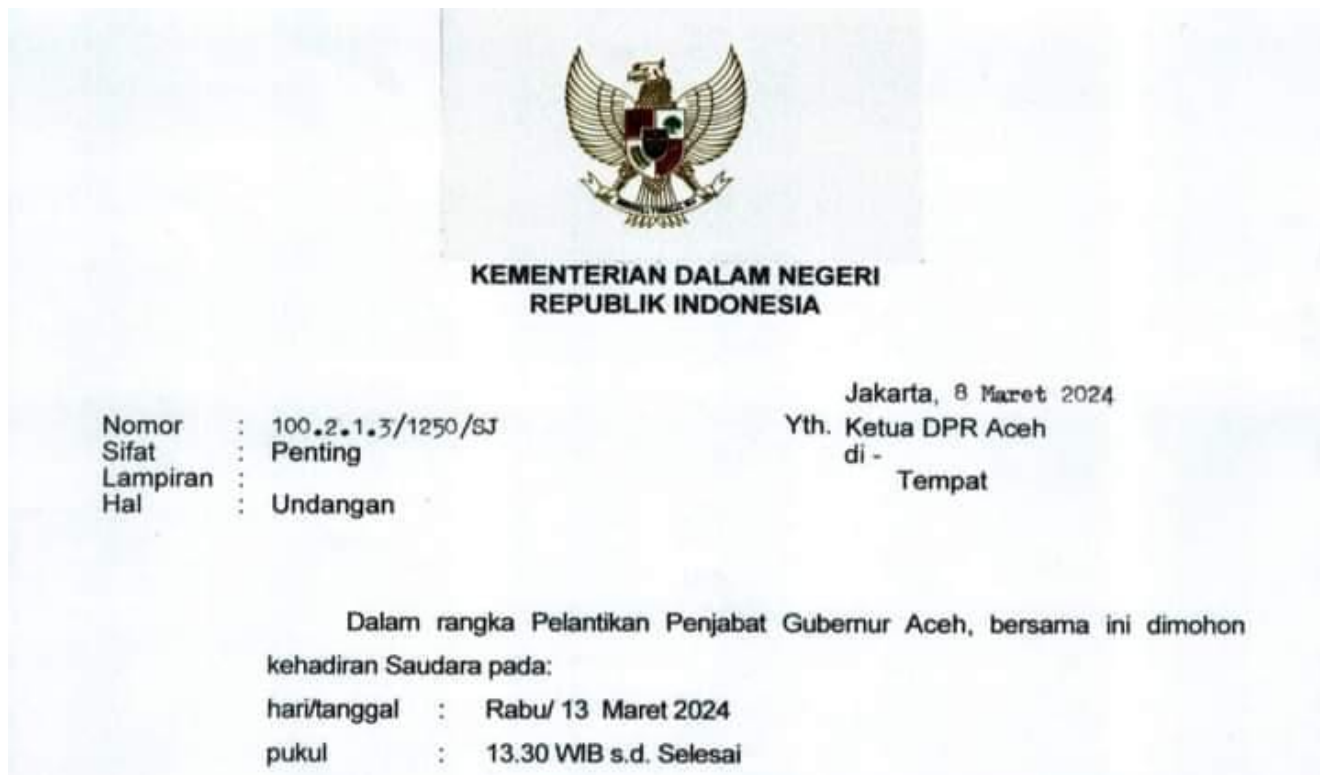 KEMENTERIAN DALAM NEGERI
REPUBLIK INDONESIA
Jakarta, 8 Maret 2024
Nomor : 100.2.1.3/1250/SJ
Sifat : Penting
Lampiran :
Hal : Undangan
Yth. Ketua DPR Aceh
di -
Tempat
Dalam rangka Pelantikan Penjabat Gubernur Aceh, bersama ini dimohon
kehadiran Saudara pada:
hari/tanggal : Rabu/ 13 Maret 2024
pukul : 13.30 WIB s.d. Selesai